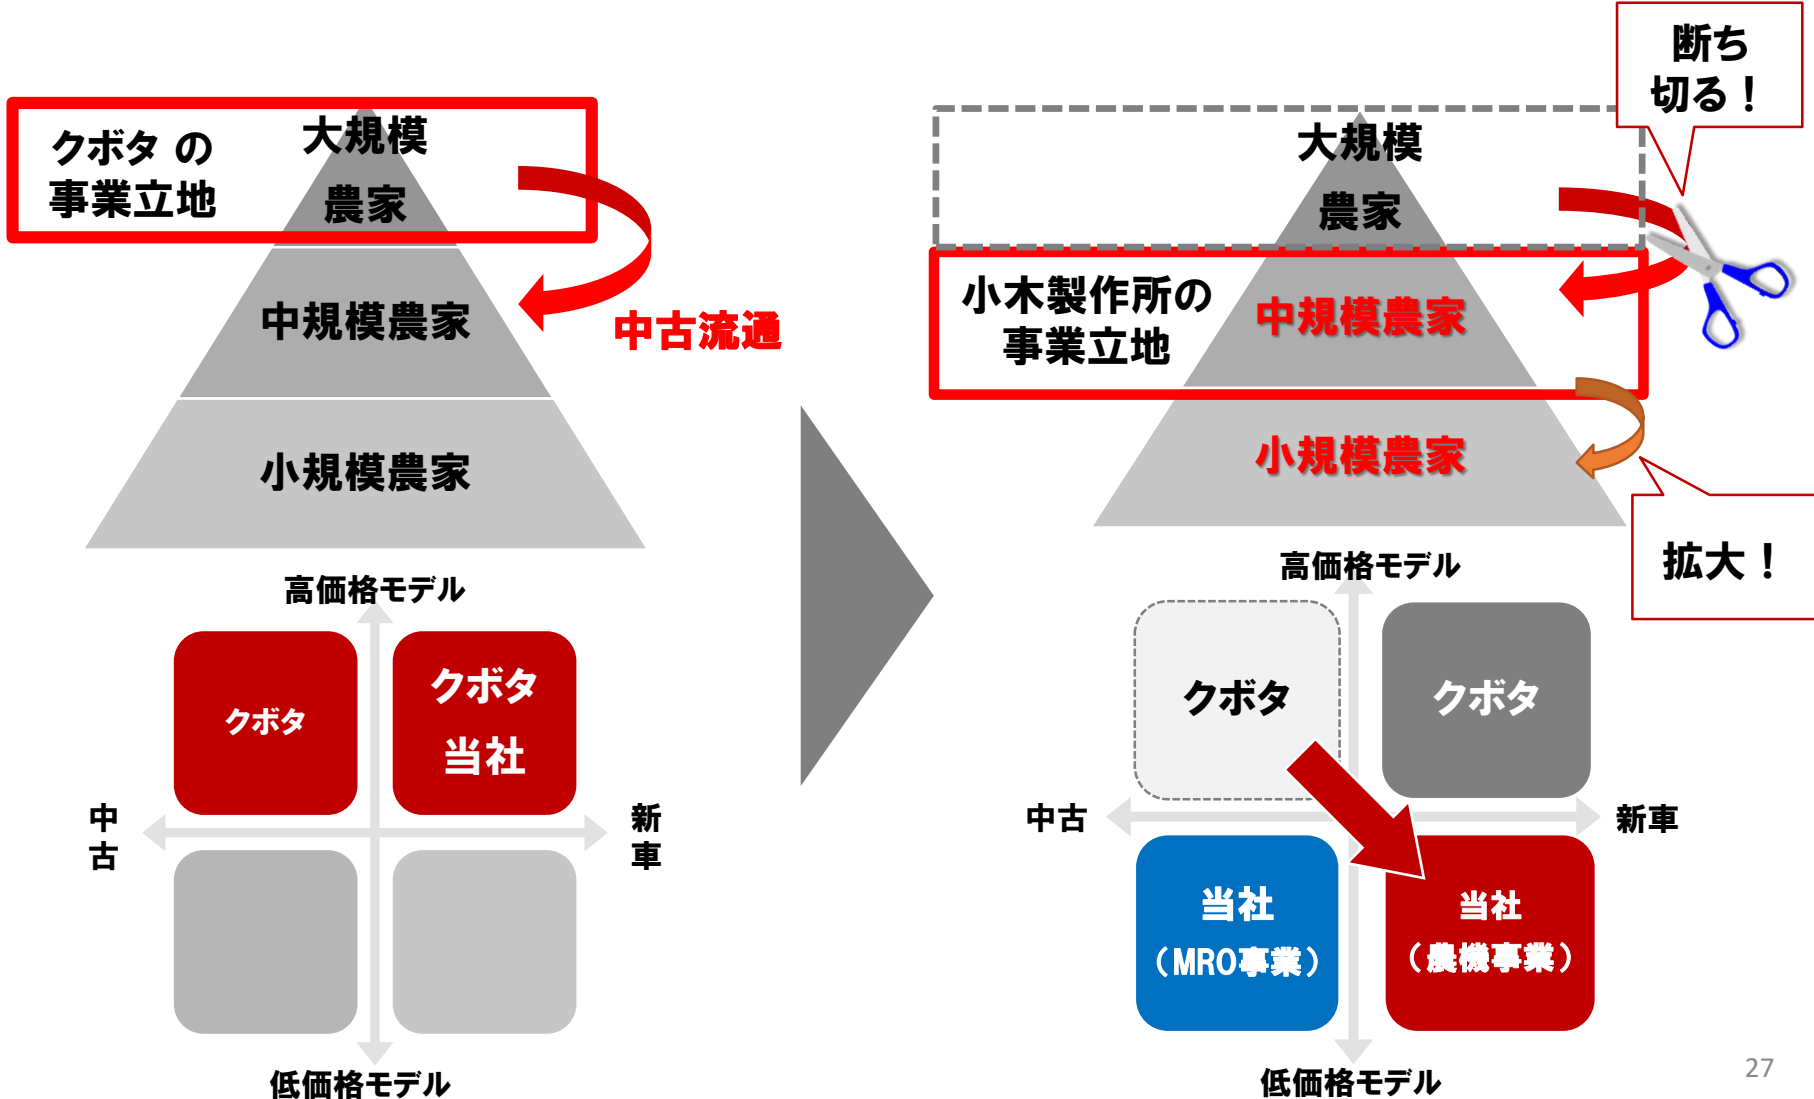 クボタ の
事業立地
大規模
農家
中規模農家
小規模農家
中古流通
高価格モデル
クボタ
クボタ
当社
中
古
新
車
低価格モデル
断ち
切る！
大規模
農家
小木製作所の
事業立地
中規模農家
小規模農家
拡大！
高価格モデル
クボタ
クボタ
中古
新車
当社
（MRO事業）
当社
（農機事業）
低価格モデル
27